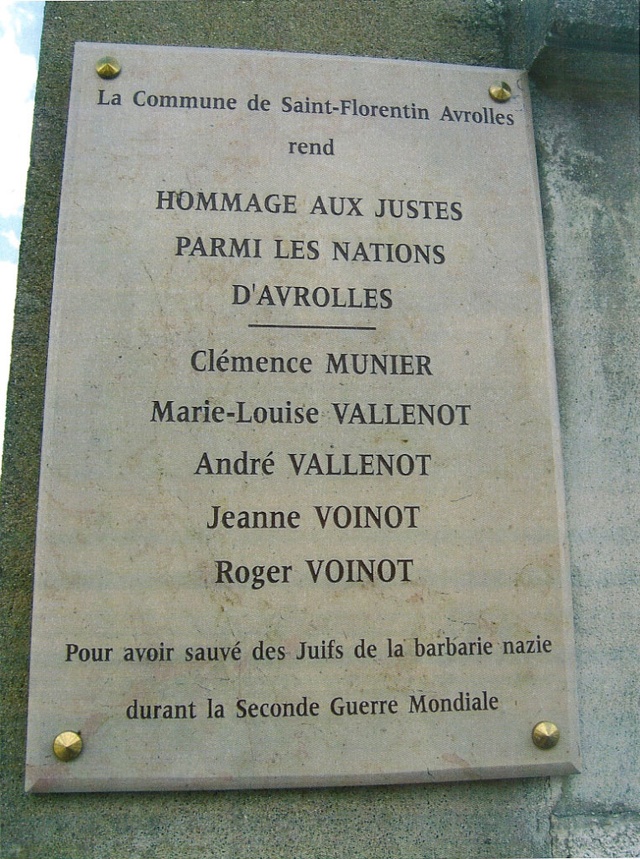 La Commune de Saint-Florentin Avrolles
rend
HOMMAGE AUX JUSTES
PARMI LES NATIONS
D'AVROLLES
Clémence MUNIER
Marie-Louise VALLENOT
André VALLENOT
Jeanne VOINOT
Roger VOINOT
Pour avoir sauvé des Juifs de la barbarie nazie
durant la Seconde Guerre Mondiale